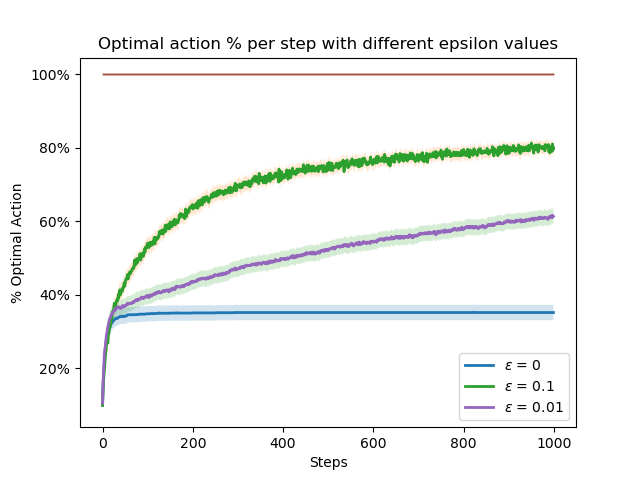 Optimal action % per step with different epsilon values
% Optimal Action
100%
80%
60%
40%
20%
0 200 400 600 800 1000
Steps
ε = 0
ε = 0.1
ε = 0.01